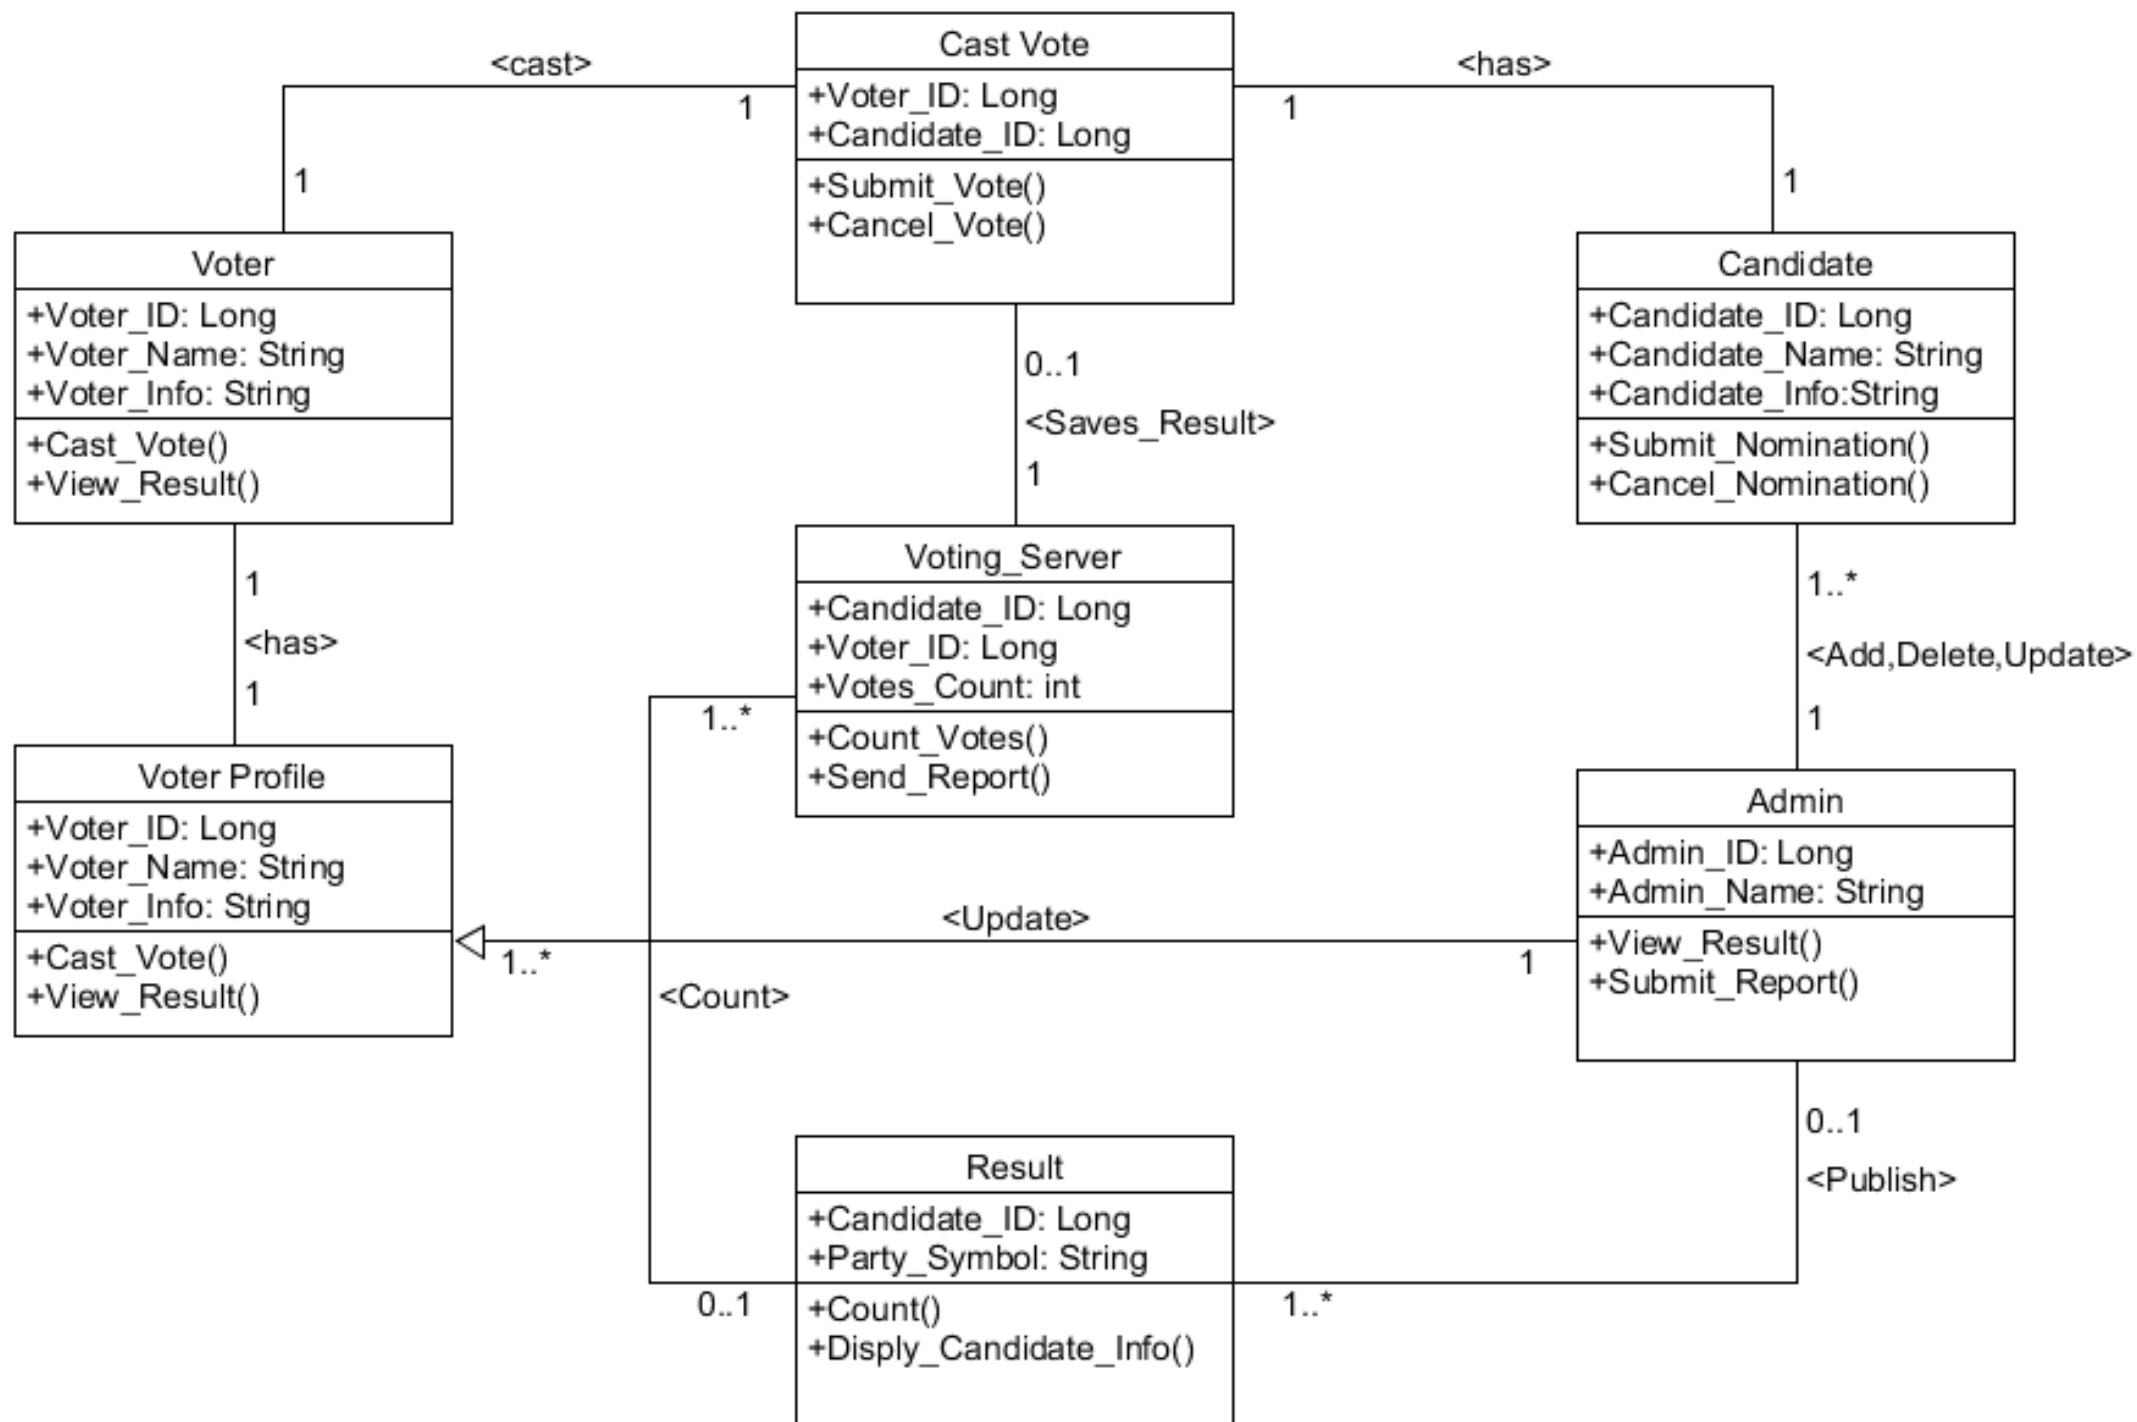 Cast Vote
+Voter_ID: Long
+Candidate_ID: Long
+Submit_Vote()
+Cancel_Vote()
<cast>
1
1
<has>
1
1
Voter
+Voter_ID: Long
+Voter_Name: String
+Voter_Info: String
+Cast_Vote()
+View_Result()
Candidate
+Candidate_ID: Long
+Candidate_Name: String
+Candidate_Info:String
+Submit_Nomination()
+Cancel_Nomination()
0..1
<Saves_Result>
1
1
<has>
1
Voting_Server
+Candidate_ID: Long
+Voter_ID: Long
+Votes_Count: int
+Count_Votes()
+Send_Report()
1..*
<Add,Delete,Update>
1
1..*
Voter Profile
+Voter_ID: Long
+Voter_Name: String
+Voter_Info: String
+Cast_Vote()
+View_Result()
Admin
+Admin_ID: Long
+Admin_Name: String
+View_Result()
+Submit_Report()
<Update>
1..*
1
<Count>
0..1
<Publish>
Result
+Candidate_ID: Long
+Party_Symbol: String
+Count()
+Disply_Candidate_Info()
0..1
1..*